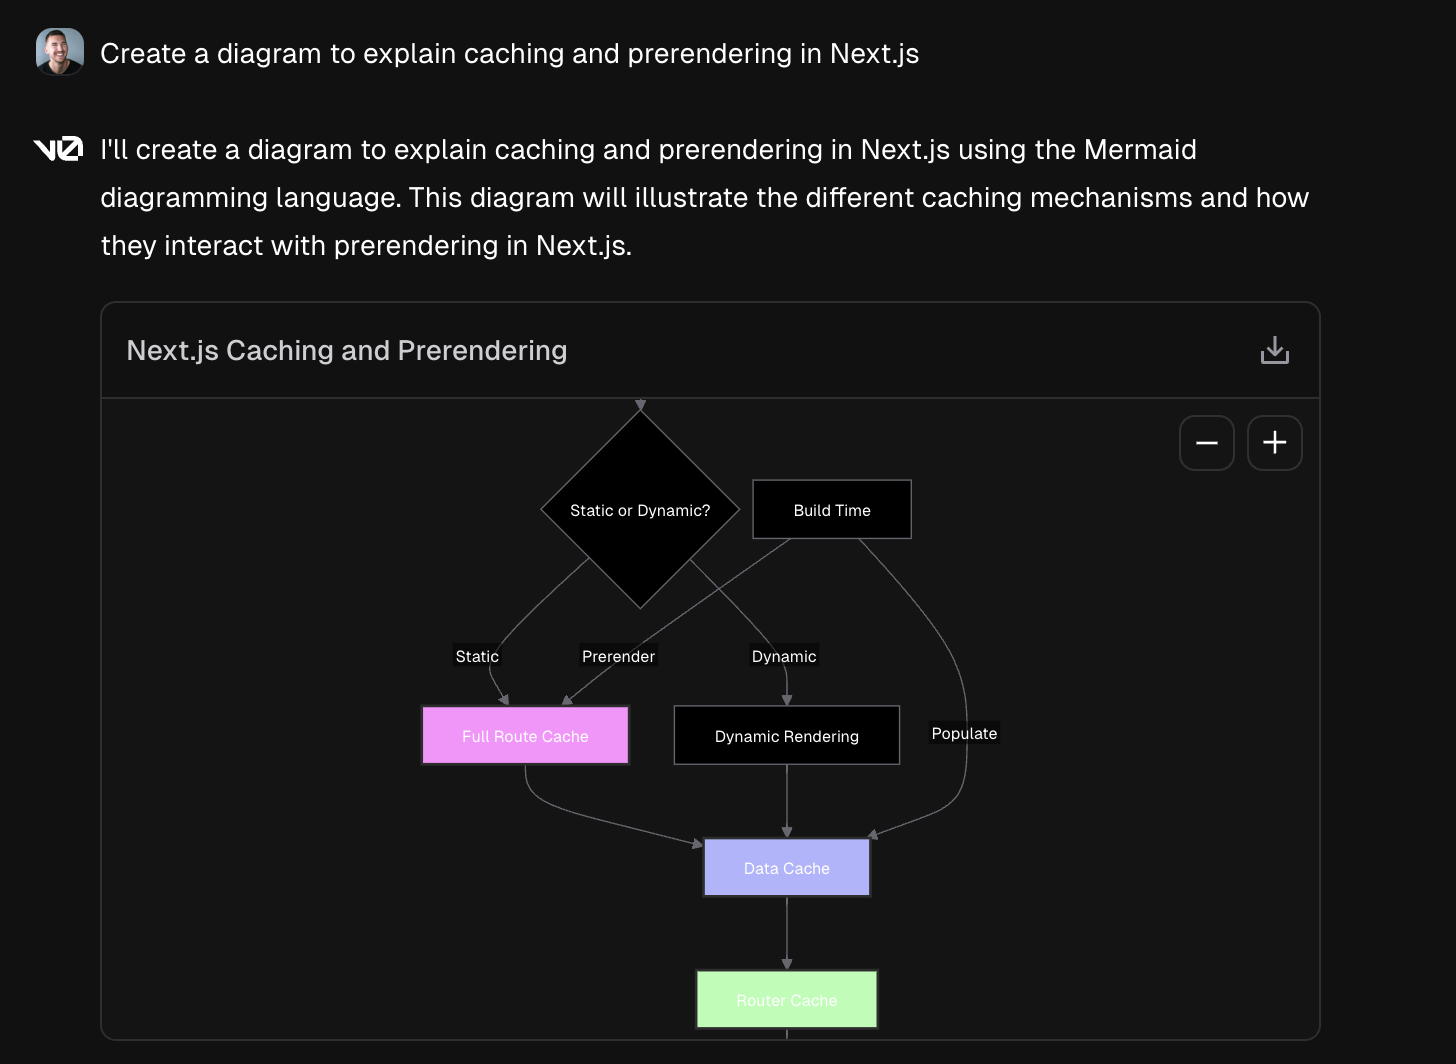 Create a diagram to explain caching and prerendering in Next.js
v0
I'll create a diagram to explain caching and prerendering in Next.js using the Mermaid
diagramming language. This diagram will illustrate the different caching mechanisms and how
they interact with prerendering in Next.js.
Next.js Caching and Prerendering
Static or Dynamic?
Build Time
Static
Prerender
Dynamic
Populate
Full Route Cache
Dynamic Rendering
Data Cache
Router Cache